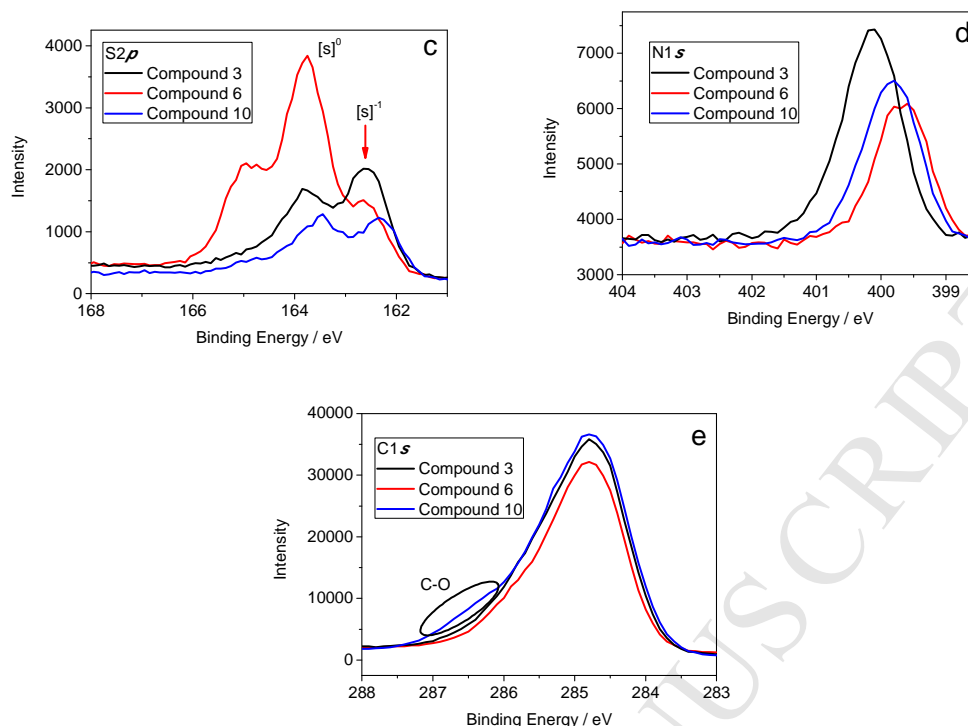 c
S2p
Compound 3
Compound 6
Compound 10
[s]0
[s]-1
Intensity
4000
3000
2000
1000
0
168 166 164 162
Binding Energy / eV
d
N1s
Compound 3
Compound 6
Compound 10
Intensity
7000
6000
5000
4000
3000
404 403 402 401 400 399
Binding Energy / eV
e
C1s
Compound 3
Compound 6
Compound 10
C-O
Intensity
40000
30000
20000
10000
0
288 287 286 285 284 283
Binding Energy / eV